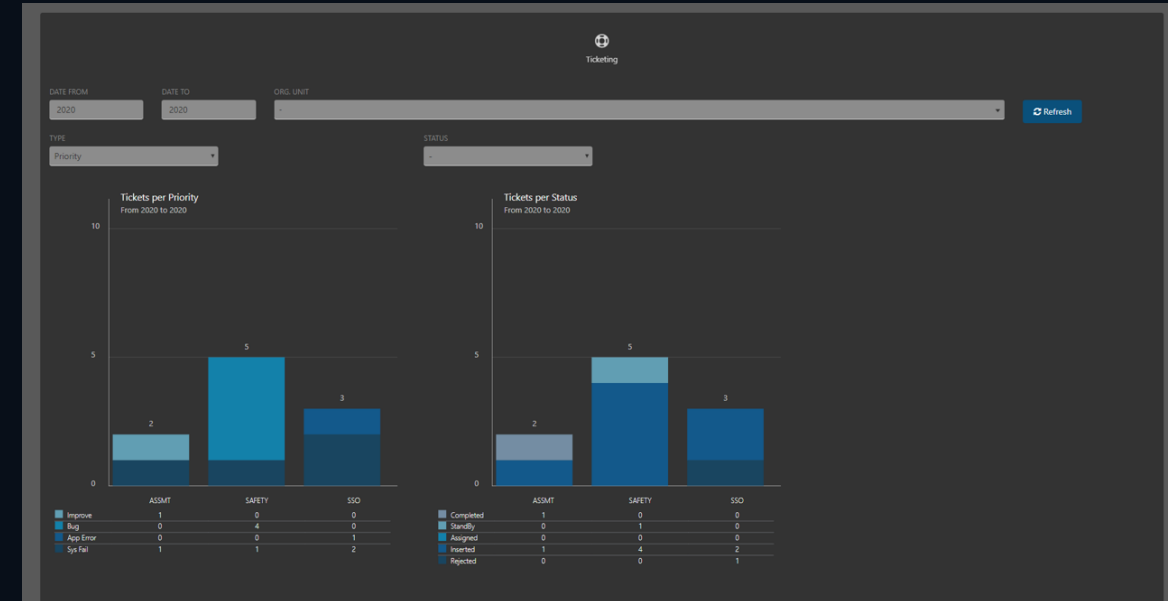 Ticketing
DATE FROM DATE TO ORG. UNIT
2020 2020 -
Refresh
TYPE STATUS
Priority -
Tickets per Priority
From 2020 to 2020
10
5
0
2
5
3
ASSMT SAFETY SSO
Improve 1 0 0
Bug 0 4 0
App Error 0 0 1
Sys Fail 1 1 2
Tickets per Status
From 2020 to 2020
10
5
0
2
5
3
ASSMT SAFETY SSO
Completed 1 0 0
StandBy 0 1 0
Assigned 0 0 0
Inserted 1 4 2
Rejected 0 0 1